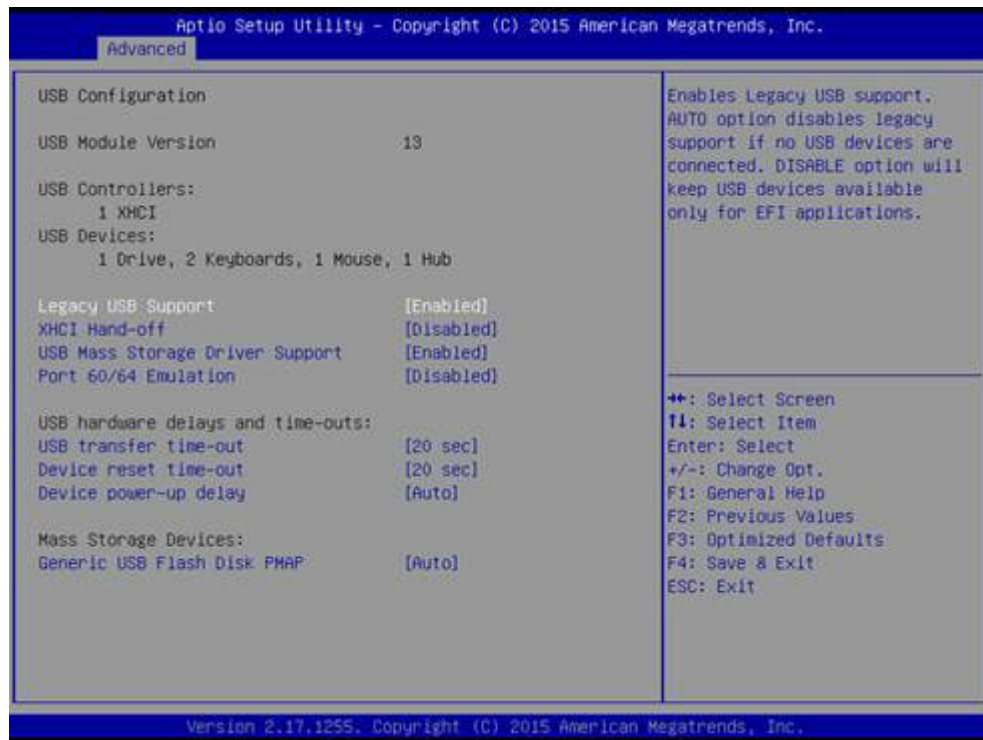 Aptio Setup Utility – Copyright (C) 2015 American Megatrends, Inc.
Advanced
USB Configuration
USB Module Version 13
USB Controllers:
1 XHCI
USB Devices:
1 Drive, 2 Keyboards, 1 Mouse, 1 Hub
Legacy USB Support [Enabled]
XHCI Hand-off [Disabled]
USB Mass Storage Driver Support [Enabled]
Port 60/64 Emulation [Disabled]
USB hardware delays and time-outs:
USB transfer time-out [20 sec]
Device reset time-out [20 sec]
Device power-up delay [Auto]
Mass Storage Devices:
Generic USB Flash Disk PMAP [Auto]
Enables Legacy USB support.
AUTO option disables legacy
support if no USB devices are
connected. DISABLE option will
keep USB devices available
only for EFI applications.
→←: Select Screen
↑↓: Select Item
Enter: Select
+/-: Change Opt.
F1: General Help
F2: Previous Values
F3: Optimized Defaults
F4: Save & Exit
ESC: Exit
Version 2.17.1255. Copyright (C) 2015 American Megatrends, Inc.